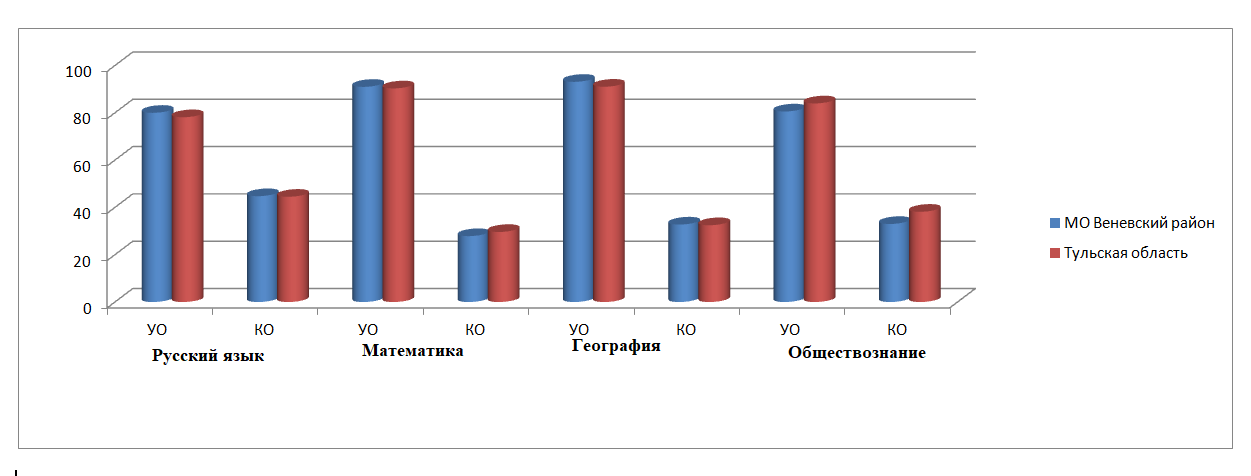 100
80
60
40
20
0
УО КО УО КО УО КО УО КО
Русский язык Математика География Обществознание
МО Веневский район
Тульская область